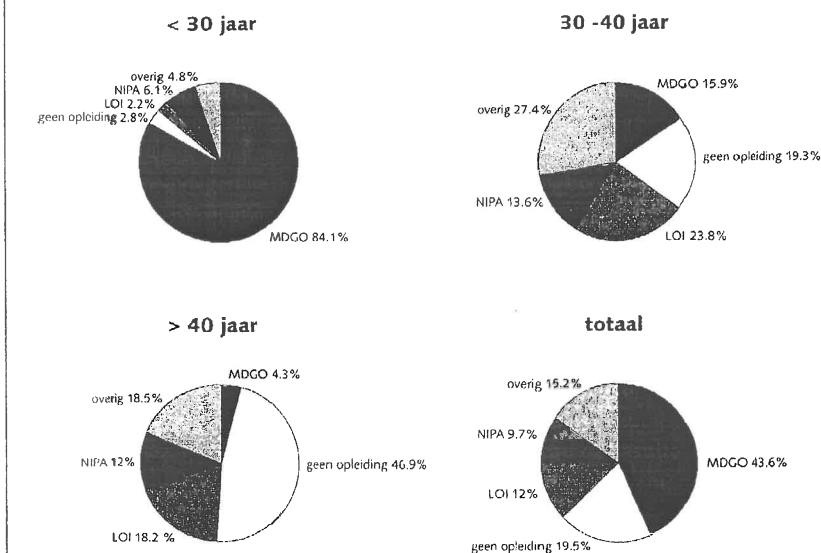 < 30 jaar
overig 4.8%
NIPA 6.1%
LOI 2.2%
geen opleiding 2.8%
MDGO 84.1%
30 -40 jaar
MDGO 15.9%
overig 27.4%
geen opleiding 19.3%
NIPA 13.6%
LOI 23.8%
> 40 jaar
MDGO 4.3%
overig 18.5%
NIPA 12%
geen opleiding 46.9%
LOI 18.2 %
totaal
overig 15.2%
NIPA 9.7%
MDGO 43.6%
LOI 12%
geen opleiding 19.5%